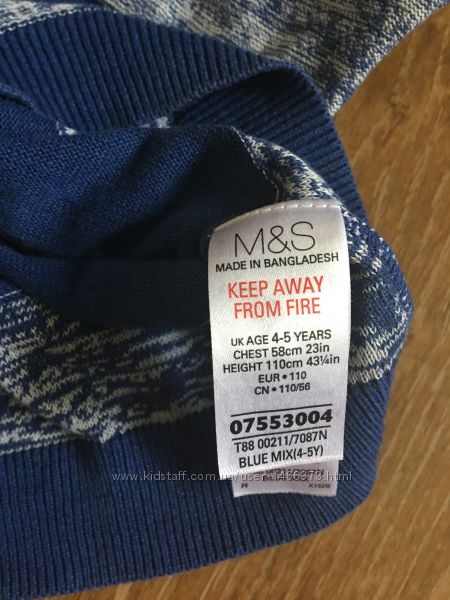 M&S
MADE IN BANGLADESH
KEEP AWAY
FROM FIRE
UK AGE 4-5 YEARS
CHEST 58cm 23in
HEIGHT 110cm 43¼in
EUR • 110
CN • 110/56
07553004
T88 00211/7087N
BLUE MIX(4-5Y)